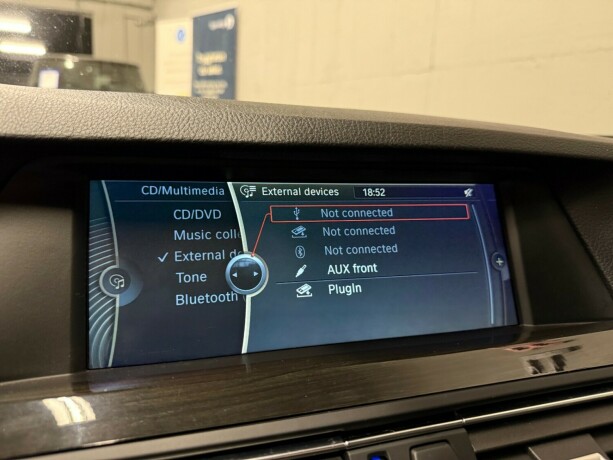 CD/Multimedia
CD/DVD
Music coll
External de
Tone
Bluetooth
External devices 18:52
Not connected
Not connected
Not connected
AUX front
PlugIn